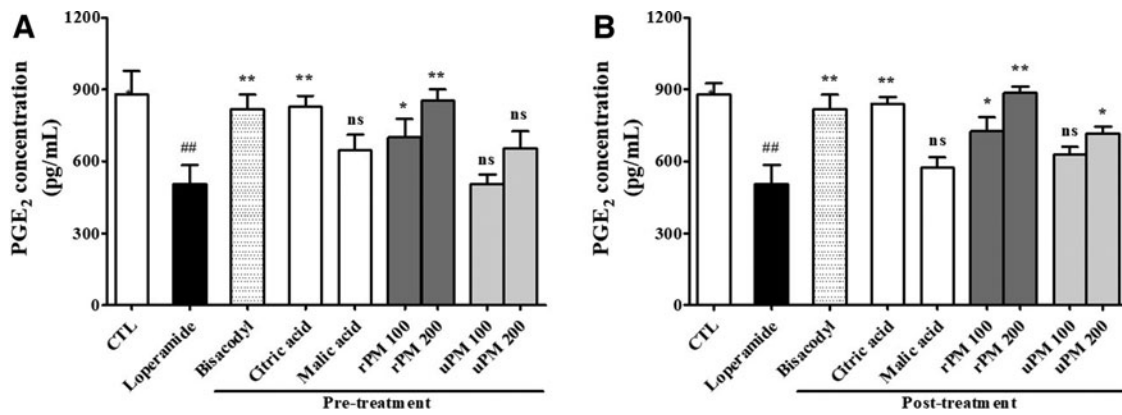 A
PGE₂ concentration
(pg/mL)
1200
900
600
300
0
##
**
**
ns
*
**
ns
ns
CTL
Loperamide
Bisacodyl
Citric acid
Malic acid
rPM 100
rPM 200
uPM 100
uPM 200
Pre-treatment
B
PGE₂ concentration
(pg/mL)
1200
900
600
300
0
##
**
**
ns
*
**
ns
*
CTL
Loperamide
Bisacodyl
Citric acid
Malic acid
rPM 100
rPM 200
uPM 100
uPM 200
Post-treatment